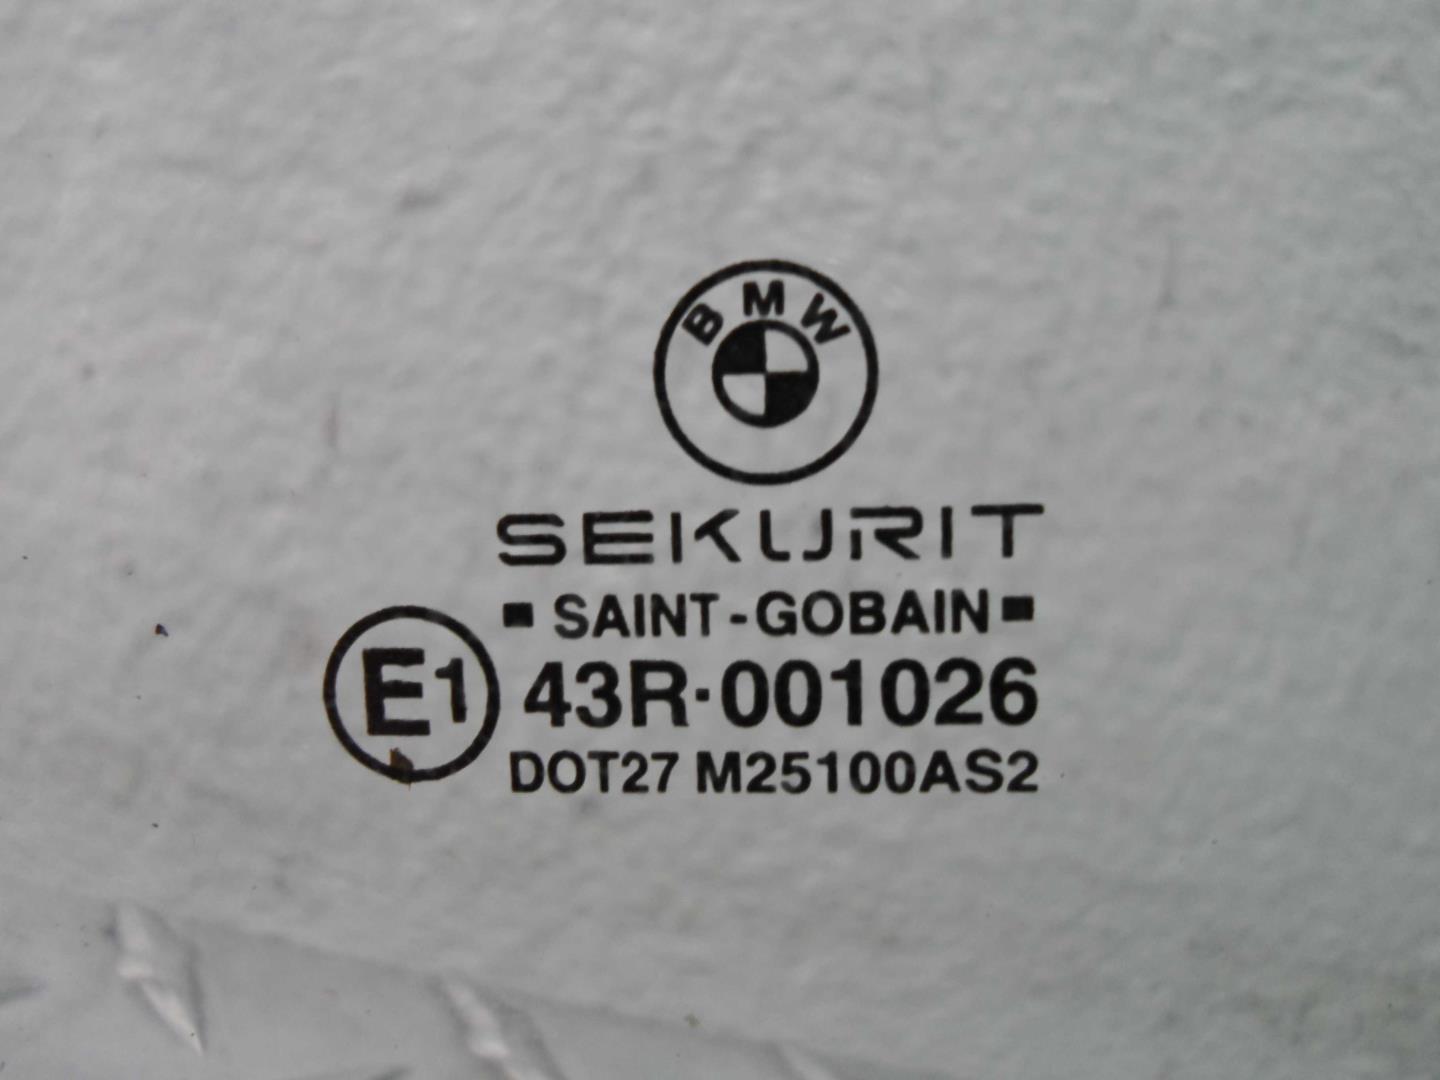 BMW
SEKURIT
▪ SAINT-GOBAIN ▪
E1 43R·001026
DOT27 M25100AS2